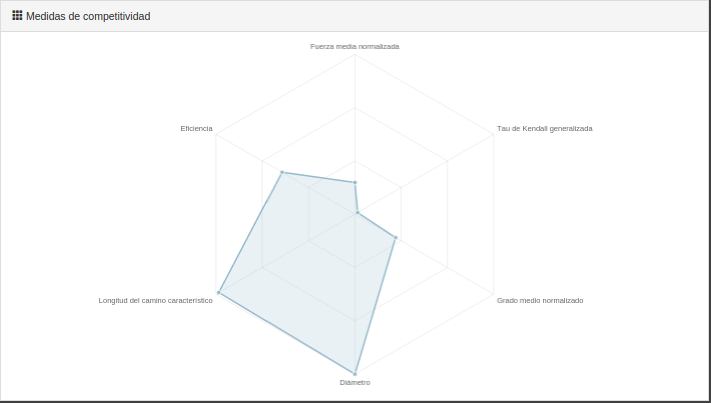 Medidas de competitividad
Fuerza media normalizada
Eficiencia
Tau de Kendall generalizada
Longitud del camino característico
Grado medio normalizado
Diámetro